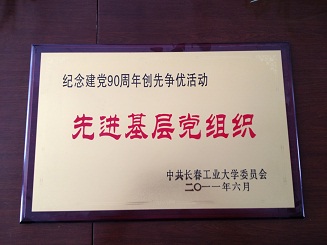 纪念建党90周年创先争优活动
先进基层党组织
中共长春工业大学委员会
二〇一一年六月